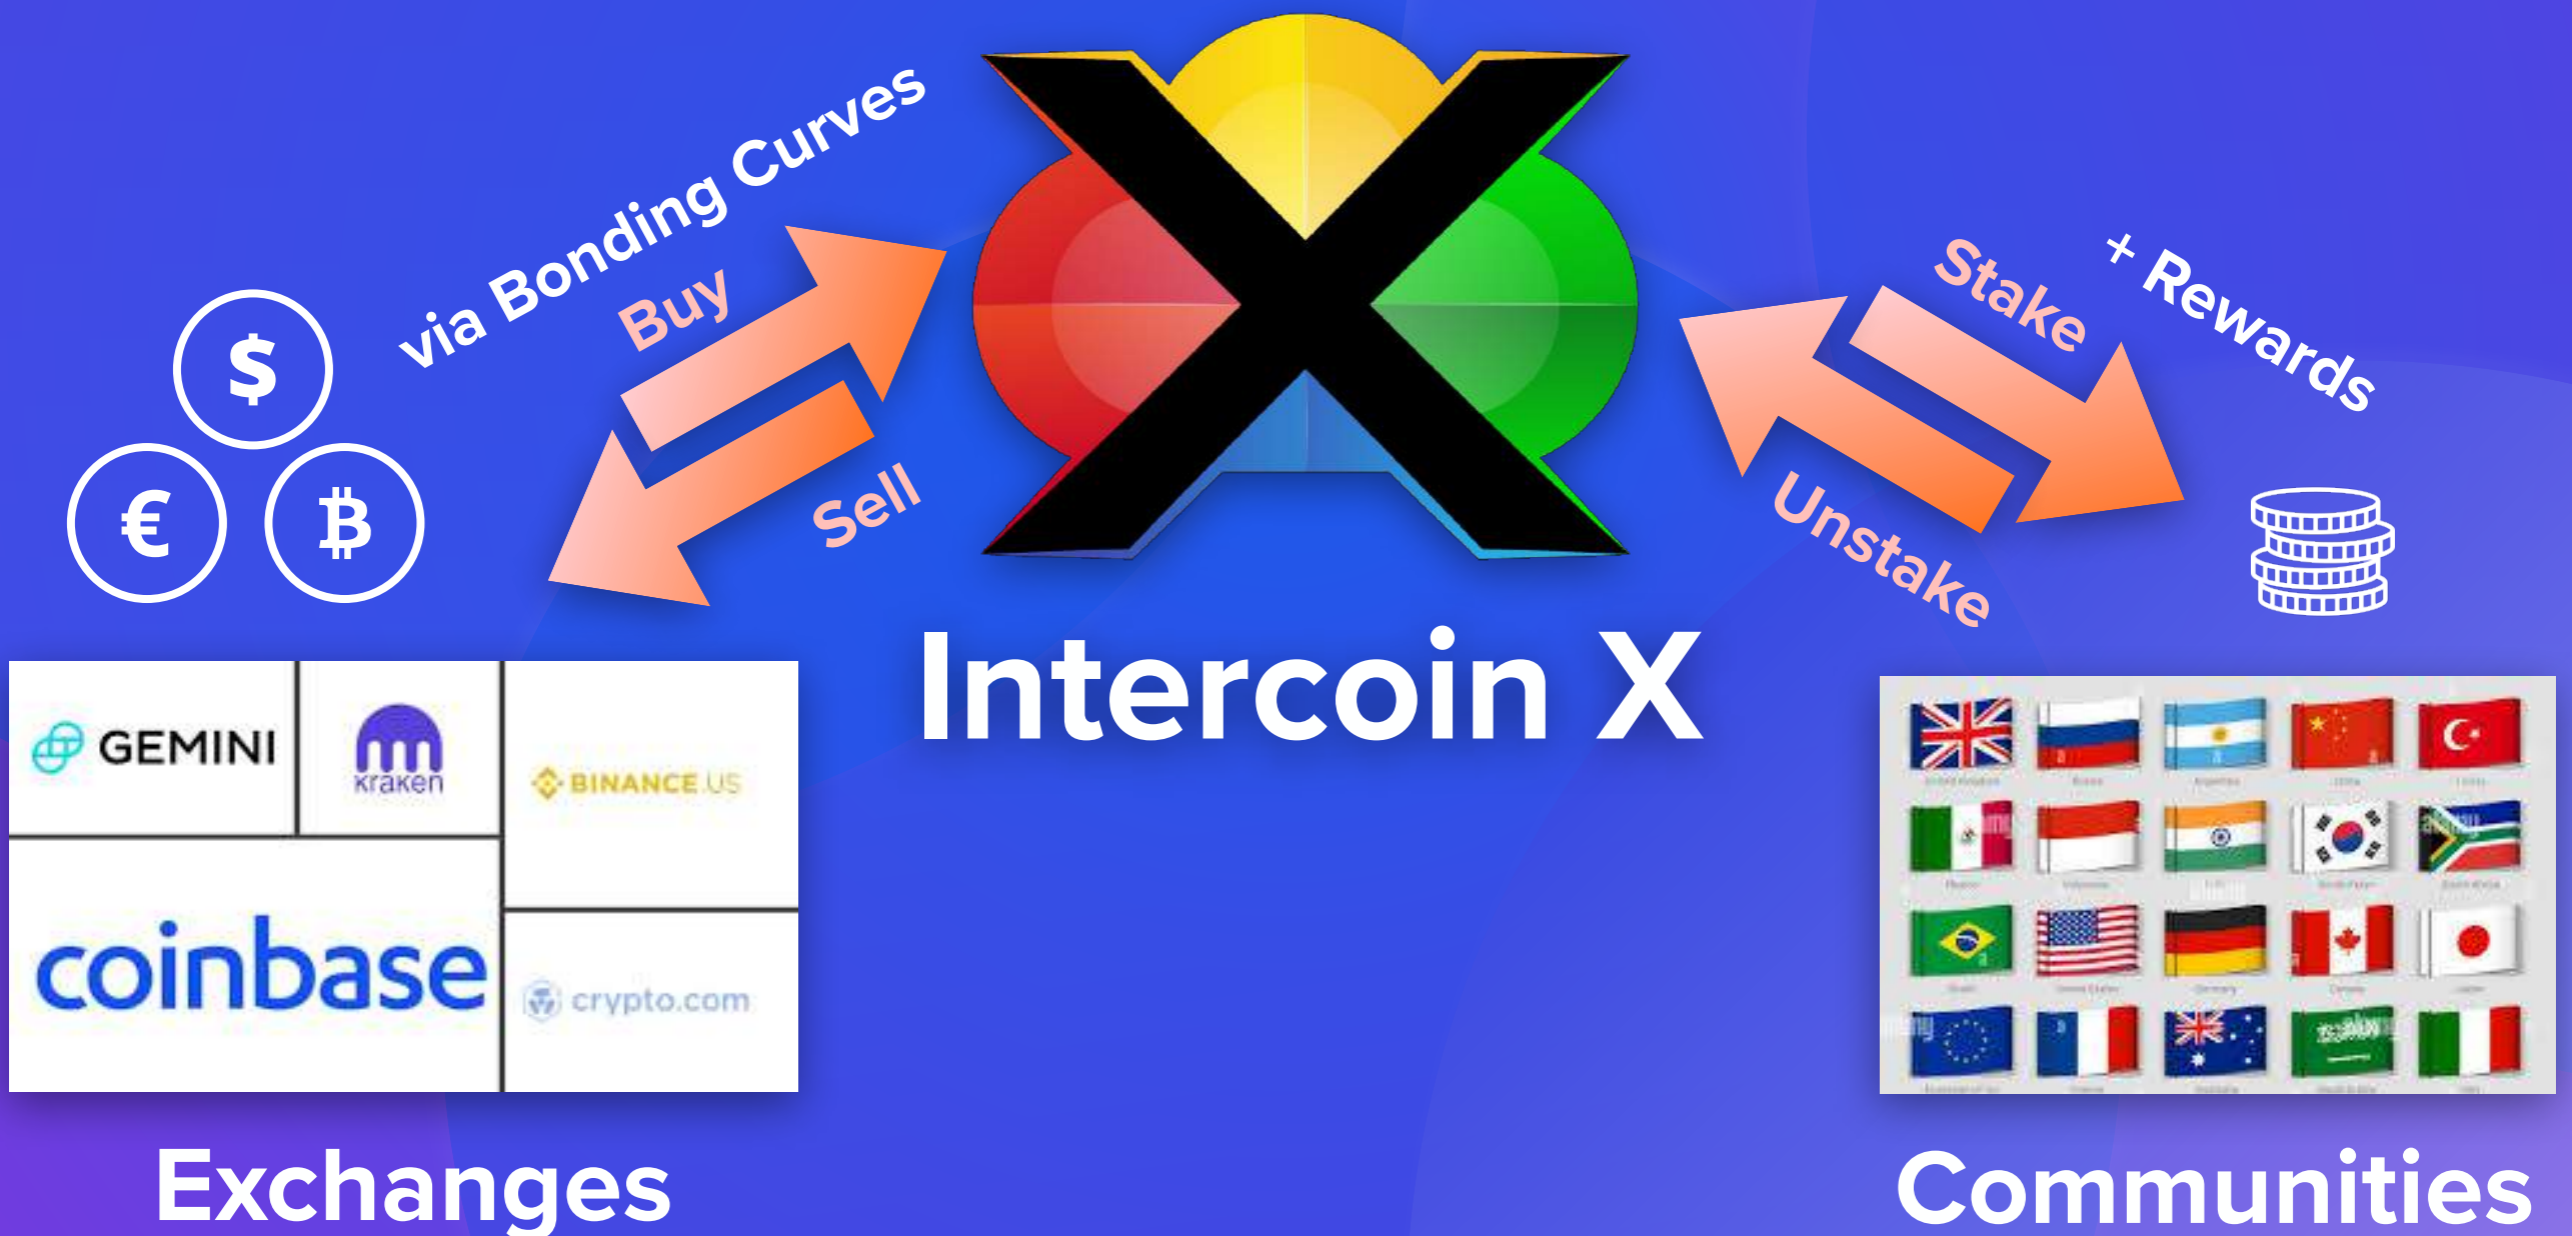 via Bonding Curves
Buy
Sell
Stake
+ Rewards
Unstake
$
€
₿
Intercoin X
GEMINI
kraken
BINANCE.US
coinbase
crypto.com
Exchanges
Communities